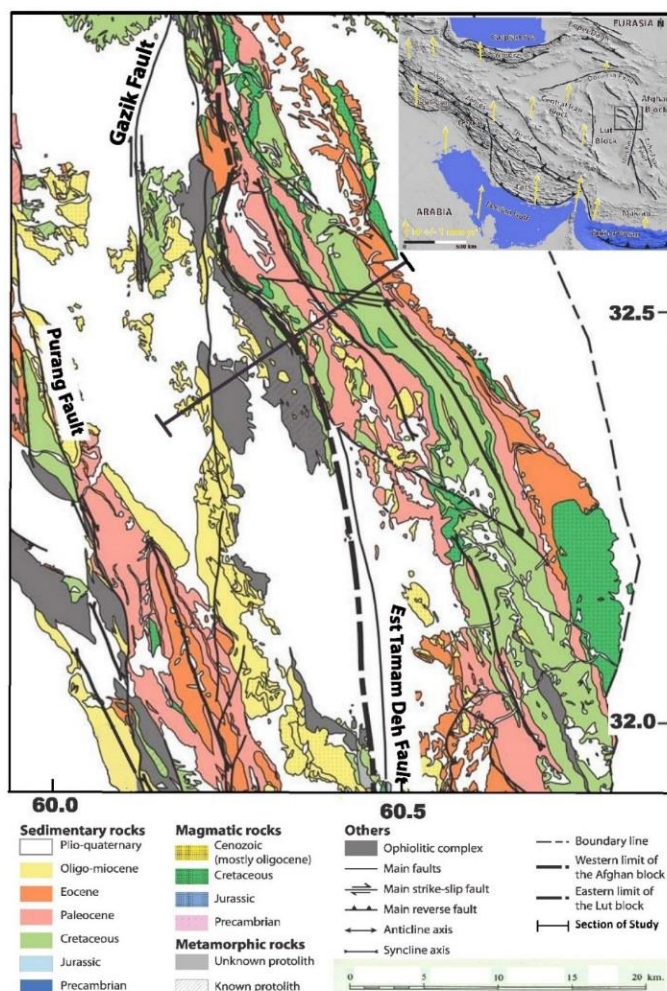 EURASIA
Afghan
Block
Lut
Block
ARABIA
Gazik Fault
32.5
Purang Fault
Est Tamam Deh Fault
32.0
60.0
60.5
Sedimentary rocks
Plio-quaternary
Oligo-miocene
Eocene
Paleocene
Cretaceous
Jurassic
Precambrian
Magmatic rocks
Cenozoic
(mostly oligocene)
Cretaceous
Jurassic
Precambrian
Metamorphic rocks
Unknown protolith
Known protolith
Others
Ophiolitic complex
Main faults
Main strike-slip fault
Main reverse fault
Anticline axis
Syncline axis
Boundary line
Western limit of
the Afghan block
Eastern limit of
the Lut block
Section of Study
0 5 10 15 20 km.